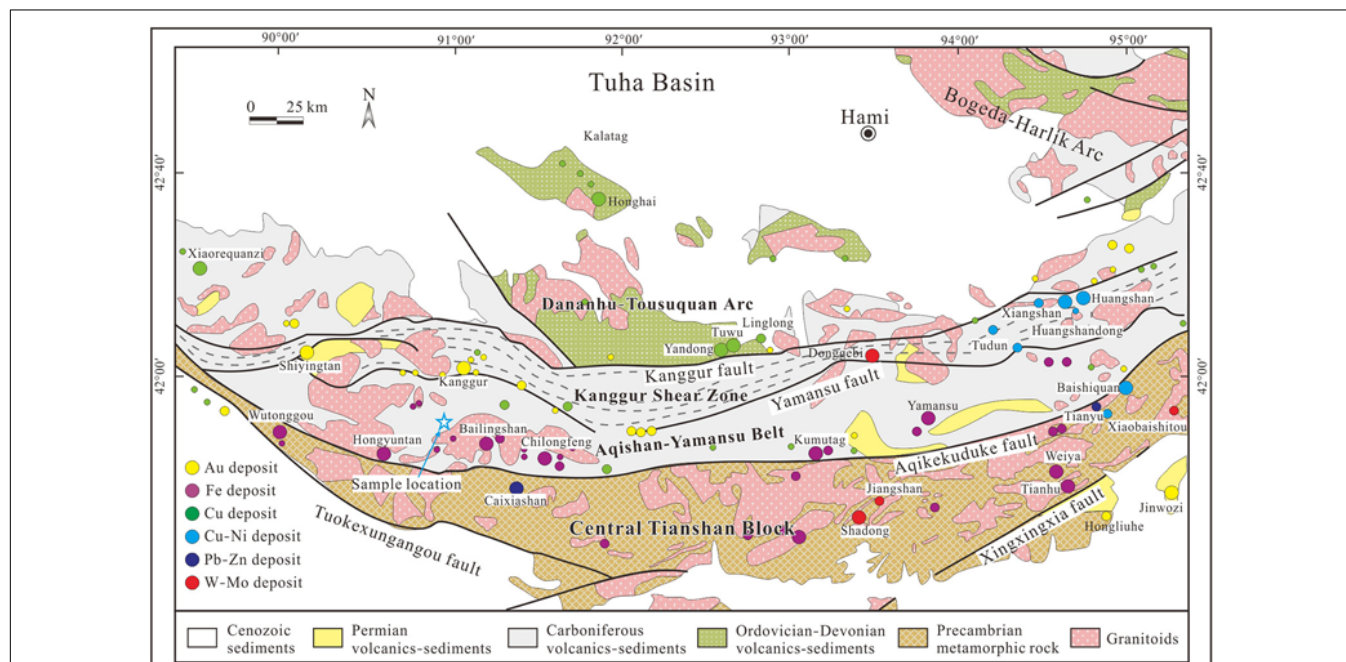 90°00′
91°00′
92°00′
93°00′
94°00′
95°00′
Tuha Basin
0 25 km
N
Hami
Bogeda-Harlik Arc
Kalatag
42°40′
42°40′
Honghai
Xiaorequanzi
Dananhu-Tousuquan Arc
Huangshan
Xiangshan
Linglong
Tuwu
Huangshandong
Yandong
Tudun
Donggebi
Shiyingtan
Kanggur
Kanggur fault
42°00′
42°00′
Kanggur Shear Zone
Yamansu fault
Baishiquan
Wutonggou
Yamansu
Tianyu
Xiaobaishitou
Hongyuntan
Bailingshan
Chilongfeng
Aqishan-Yamansu Belt
Kumutag
Aqikekuduke fault
Weiya
Au deposit
Fe deposit
Cu deposit
Cu-Ni deposit
Pb-Zn deposit
W-Mo deposit
Sample location
Caixiashan
Jiangshan
Tianhu
Jinwozi
Tuokexungangou fault
Central Tianshan Block
Shadong
Xingxingxia fault
Hongliuhe
Cenozoic
sediments
Permian
volcanics-sediments
Carboniferous
volcanics-sediments
Ordovician-Devonian
volcanics-sediments
Precambrian
metamorphic rock
Granitoids